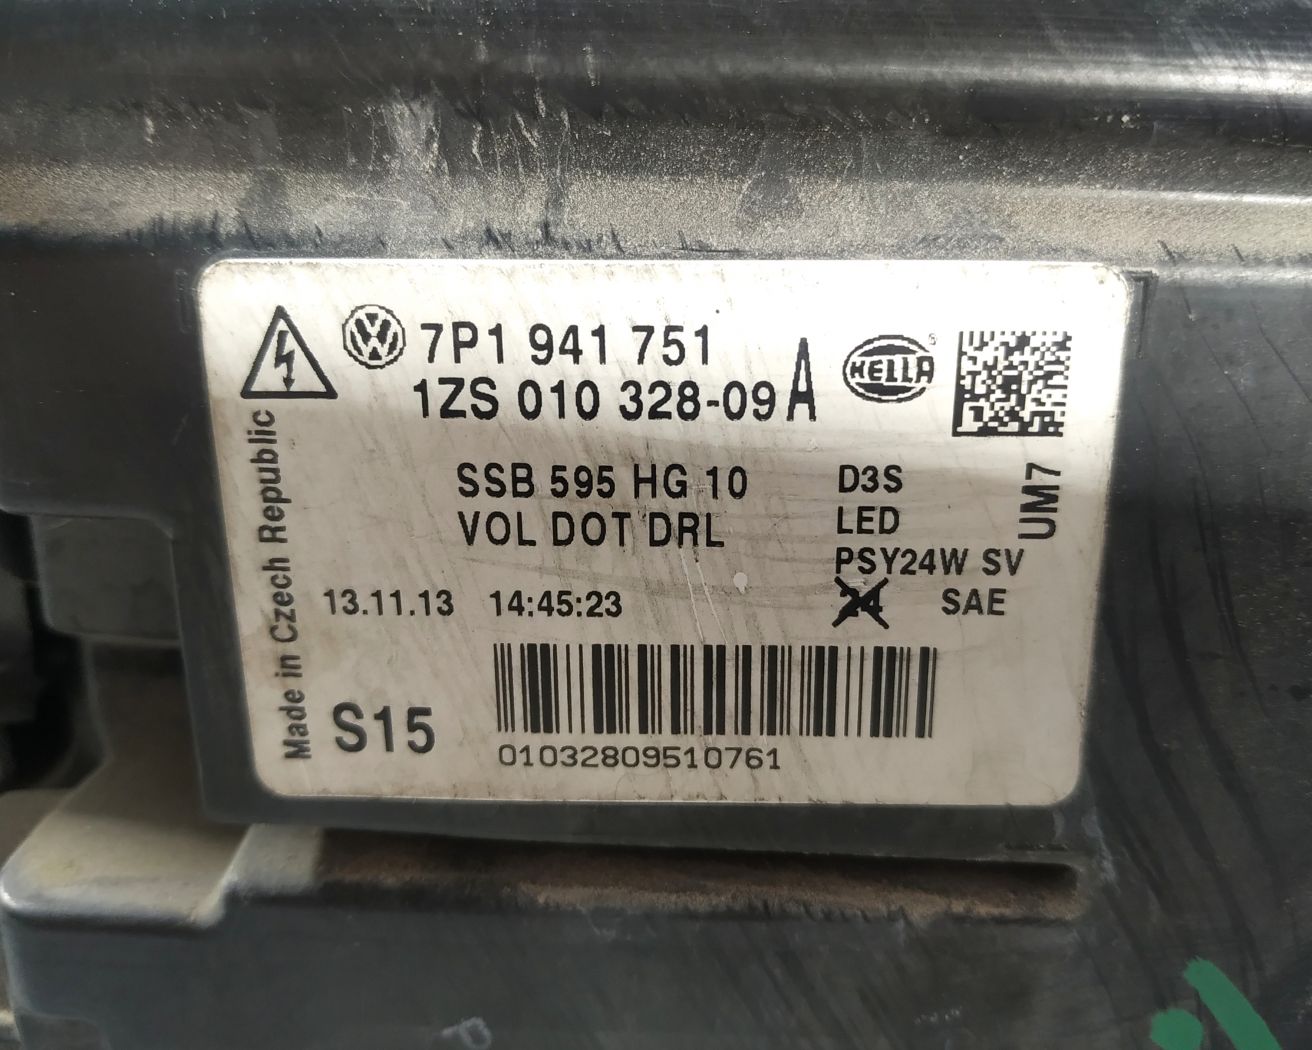 7P1 941 751
1ZS 010 328-09 A
HELLA
SSB 595 HG 10
D3S
VOL DOT DRL
LED
UM7
PSY24W SV
13.11.13 14:45:23
24 SAE
Made in Czech Republic
S15
01032809510761